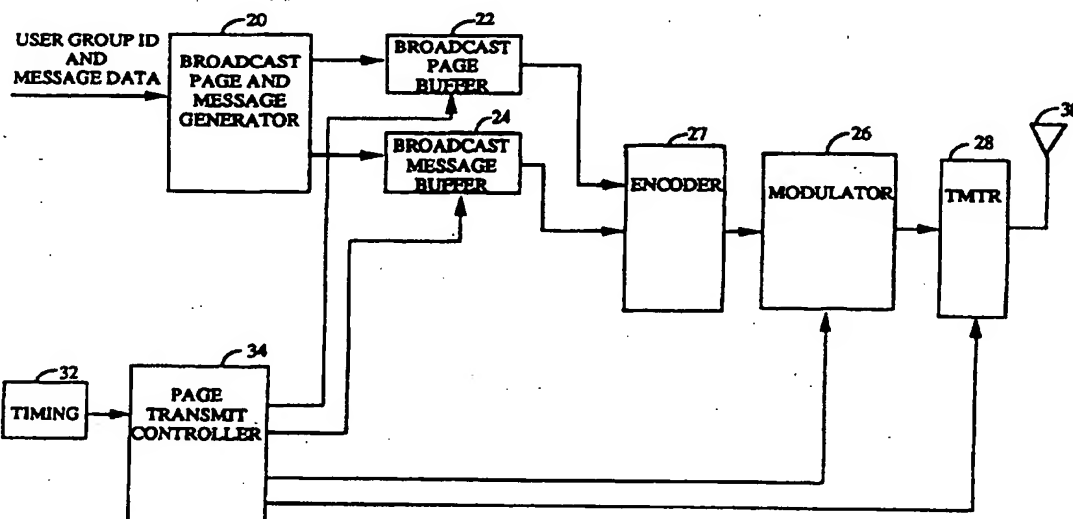 20
USER GROUP ID
AND
MESSAGE DATA
BROADCAST
PAGE AND
MESSAGE
GENERATOR
22
BROADCAST
PAGE
BUFFER
24
BROADCAST
MESSAGE
BUFFER
27
ENCODER
26
MODULATOR
28
TMTR
30
32
TIMING
34
PAGE
TRANSMIT
CONTROLLER